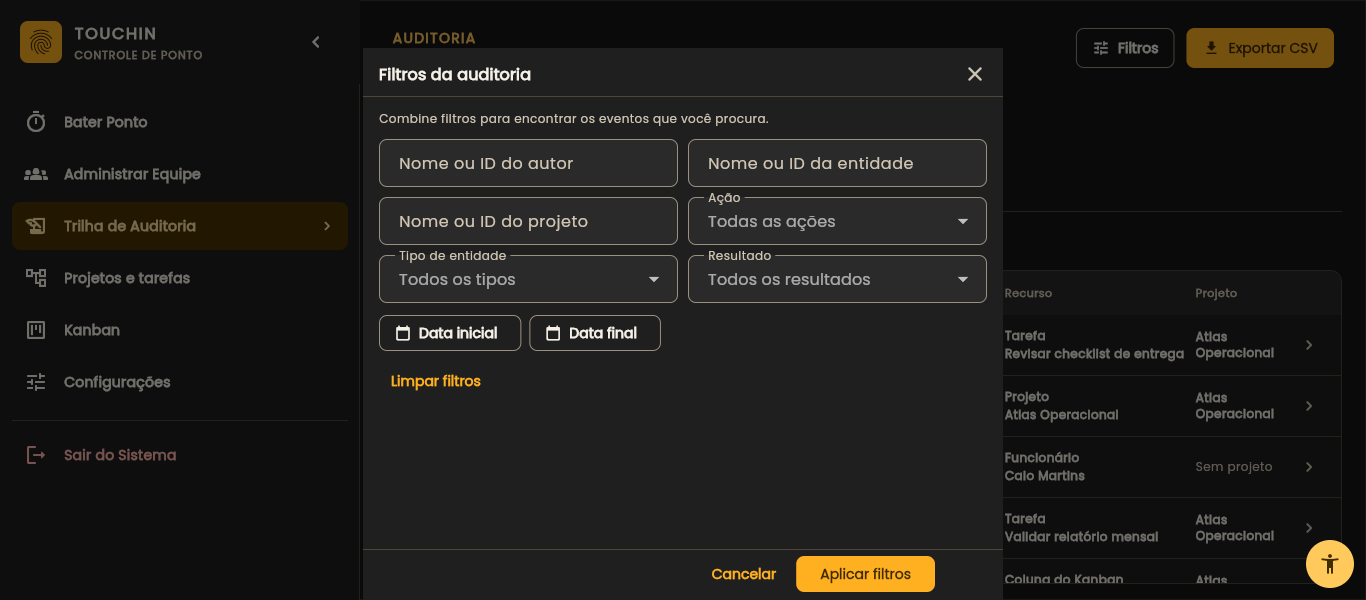 TOUCHIN
CONTROLE DE PONTO
Bater Ponto
Administrar Equipe
Trilha de Auditoria
Projetos e tarefas
Kanban
Configurações
Sair do Sistema
AUDITORIA
Filtros
Exportar CSV
Filtros da auditoria
Combine filtros para encontrar os eventos que você procura.
Nome ou ID do autor
Nome ou ID da entidade
Nome ou ID do projeto
Ação
Todas as ações
Tipo de entidade
Todos os tipos
Resultado
Todos os resultados
Data inicial
Data final
Limpar filtros
Cancelar
Aplicar filtros
Recurso
Projeto
Tarefa
Revisar checklist de entrega
Atlas
Operacional
Projeto
Atlas Operacional
Atlas
Operacional
Funcionário
Caio Martins
Sem projeto
Tarefa
Validar relatório mensal
Atlas
Operacional
Coluna do Kanban
Atlas